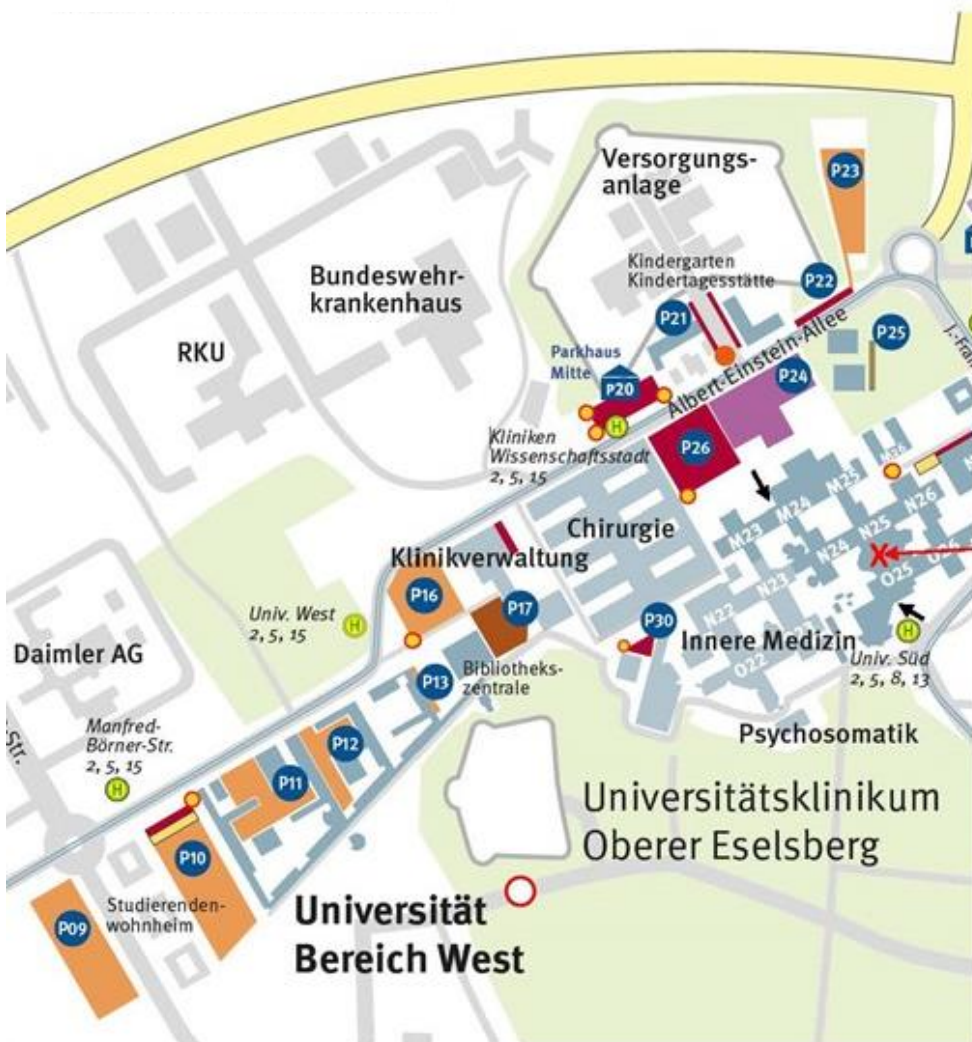 Versorgungs-
anlage
P23
Kindergarten
Kindertagesstätte
P22
Bundeswehr-
krankenhaus
P21
P25
RKU
Parkhaus
Mitte
P20
Albert-Einstein-Allee
P24
H
Kliniken
Wissenschaftsstadt
2, 5, 15
P26
M25
M24
M23
N26
N25
N24
N23
N22
X
O25
O22
Chirurgie
Klinikverwaltung
P16
P17
P30
Univ. West
2, 5, 15
H
Innere Medizin
H
Univ. Süd
2, 5, 8, 13
Daimler AG
P13
Bibliotheks-
zentrale
Manfred-
Börner-Str.
2, 5, 15
H
P12
Psychosomatik
P11
Universitätsklinikum
Oberer Eselsberg
P10
P09
Studierenden-
wohnheim
Universität
Bereich West